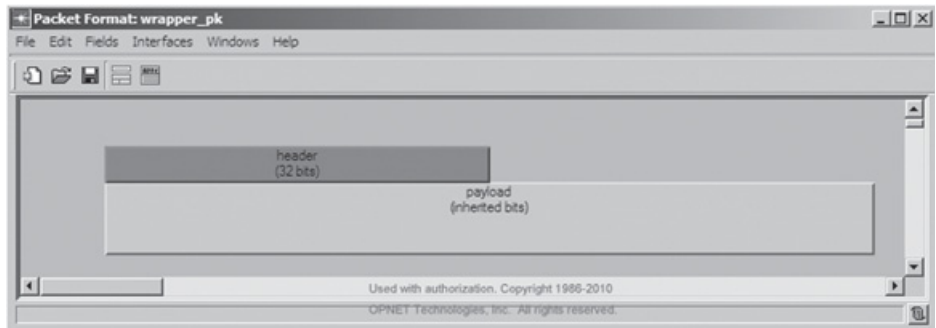 Packet Format: wrapper_pk
File Edit Fields Interfaces Windows Help
header
(32 bits)
payload
(inherited bits)
Used with authorization. Copyright 1986-2010
OPNET Technologies, Inc. All rights reserved.